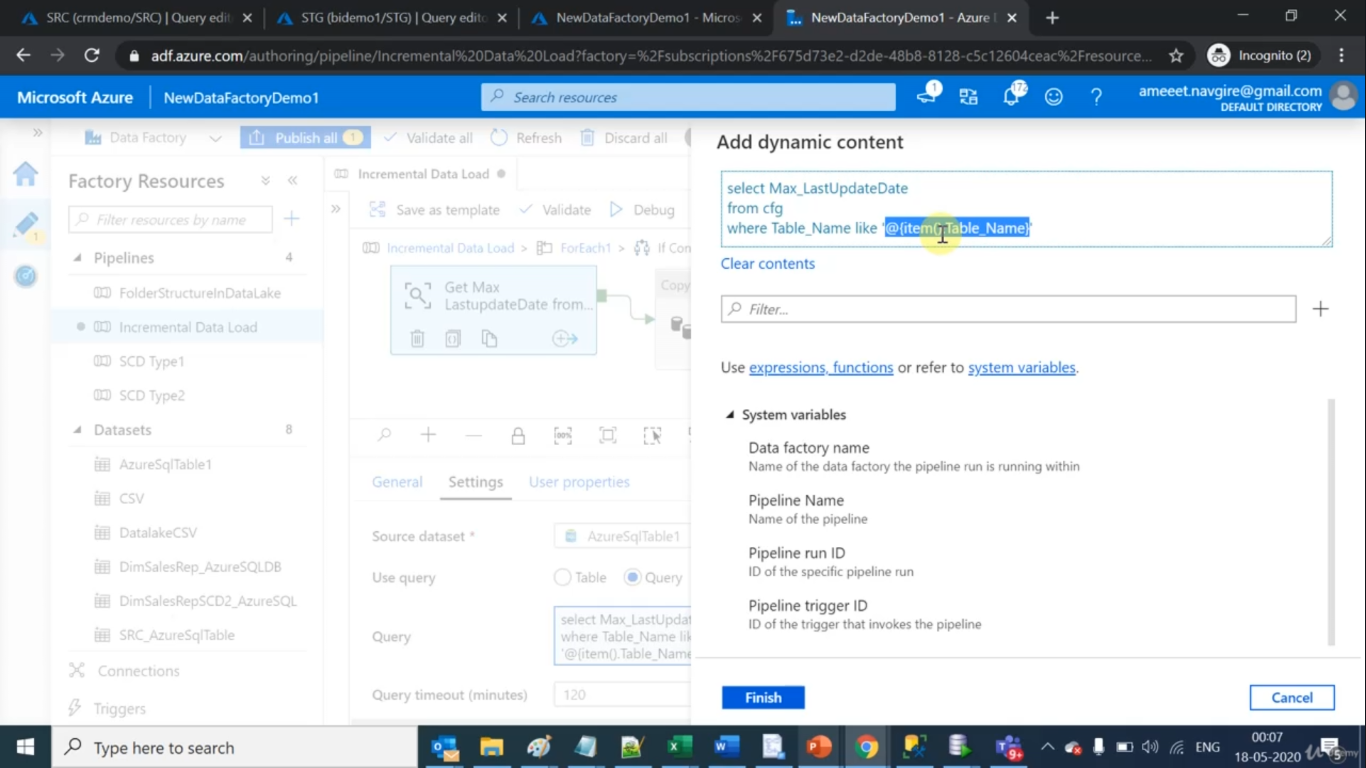 SRC (crmdemo/SRC) | Query edit
STG (bidemo1/STG) | Query edito
NewDataFactoryDemo1 - Micros
NewDataFactoryDemo1 - Azure
adf.azure.com/authoring/pipeline/Incremental%20Data%20Load?factory=%2Fsubscriptions%2F675d73e2-d2de-48b8-8128-c5c12604ceac%2Fresource...
Incognito (2)
Microsoft Azure
NewDataFactoryDemo1
Search resources
1
172
ameeet.navgire@gmail.com
DEFAULT DIRECTORY
Data Factory
Publish all 1
Validate all
Refresh
Discard all
Factory Resources
Filter resources by name
Pipelines 4
FolderStructureInDataLake
Incremental Data Load
SCD Type1
SCD Type2
Datasets 8
AzureSqlTable1
CSV
DatalakeCSV
DimSalesRep_AzureSQLDB
DimSalesRepSCD2_AzureSQL
SRC_AzureSqlTable
Connections
Triggers
Incremental Data Load
Save as template
Validate
Debug
Incremental Data Load > ForEach1 > If Con
Get Max
LastupdateDate from...
Copy
100%
General
Settings
User properties
Source dataset *
AzureSqlTable1
Use query
Table
Query
Query
select Max_LastUpdat
where Table_Name lik
'@{item().Table_Name
Query timeout (minutes)
120
Add dynamic content
select Max_LastUpdateDate
from cfg
where Table_Name like '@{item().Table_Name}'
Clear contents
Filter...
Use expressions, functions or refer to system variables.
System variables
Data factory name
Name of the data factory the pipeline run is running within
Pipeline Name
Name of the pipeline
Pipeline run ID
ID of the specific pipeline run
Pipeline trigger ID
ID of the trigger that invokes the pipeline
Finish
Cancel
Type here to search
9+
ENG
00:07
18-05-2020
5